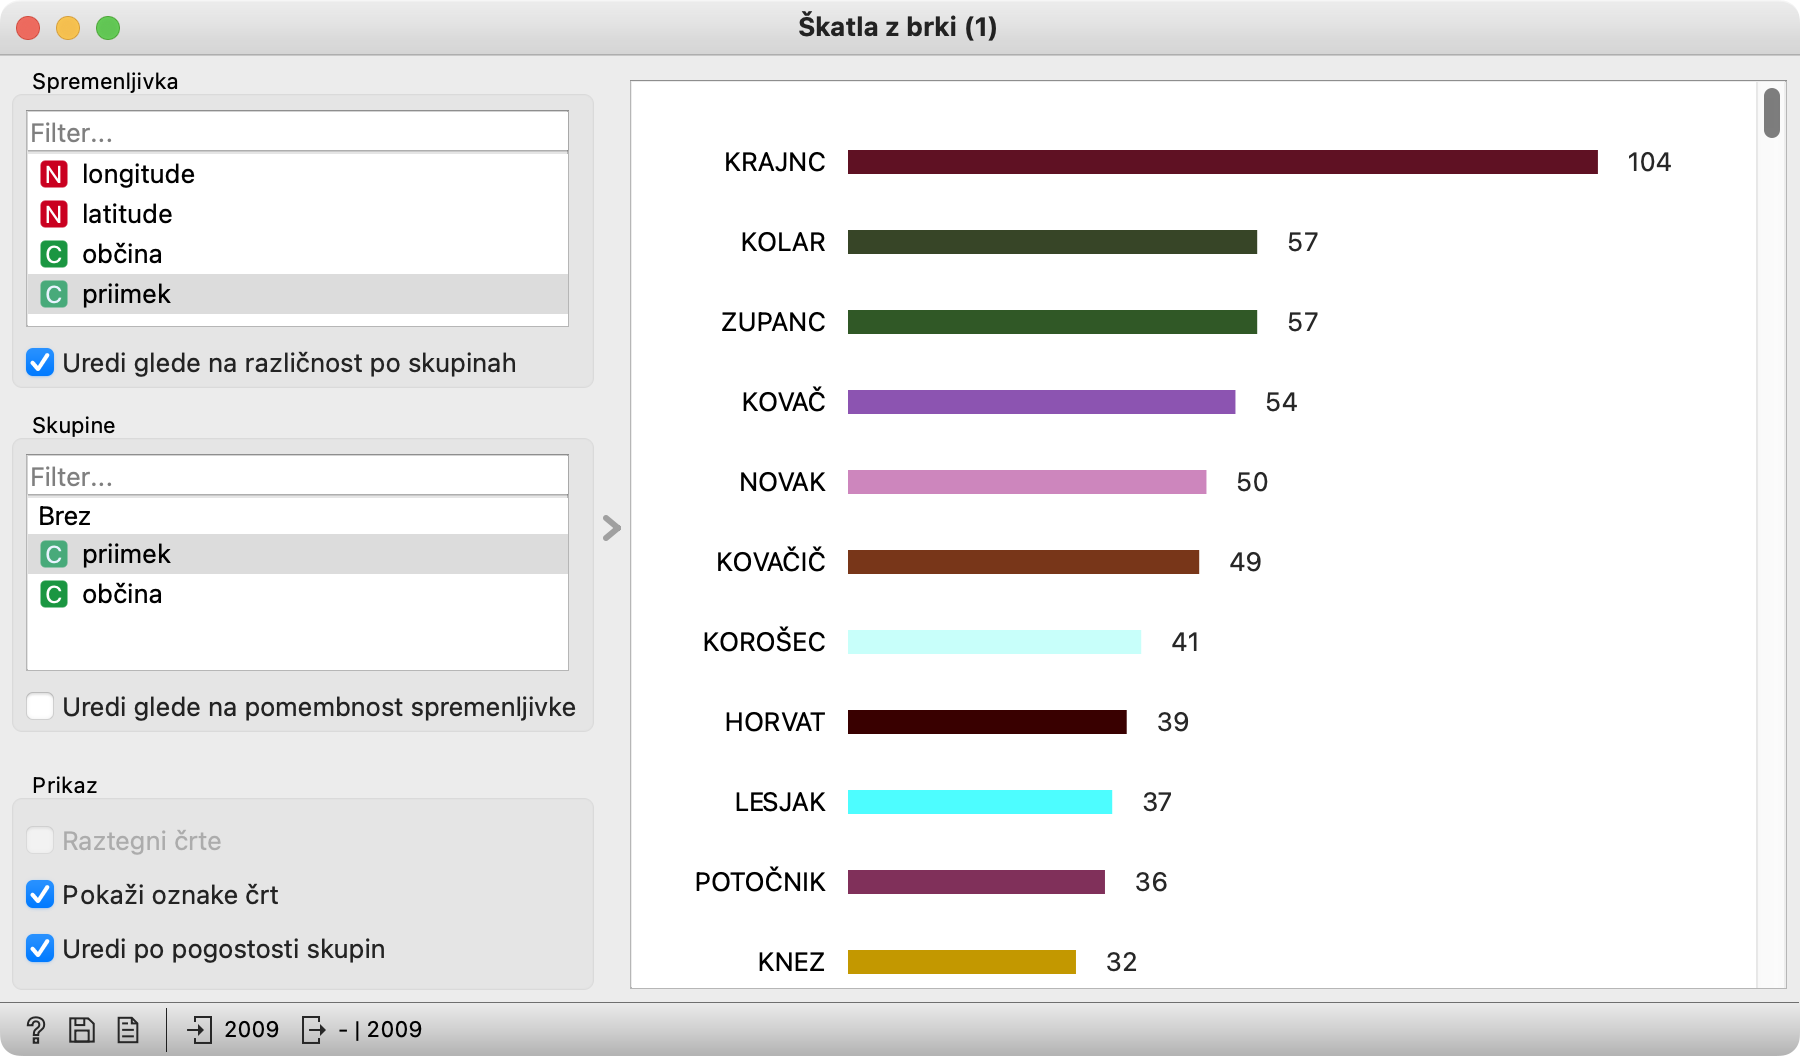 Škatla z brki (1)
Spremenljivka
Filter...
N longitude
N latitude
C občina
C priimek
Uredi glede na različnost po skupinah
Skupine
Filter...
Brez
C priimek
C občina
Uredi glede na pomembnost spremenljivke
Prikaz
Raztegni črte
Pokaži oznake črt
Uredi po pogostosti skupin
KRAJNC 104
KOLAR 57
ZUPANC 57
KOVAČ 54
NOVAK 50
KOVAČIČ 49
KOROŠEC 41
HORVAT 39
LESJAK 37
POTOČNIK 36
KNEZ 32
? 2009 - | 2009